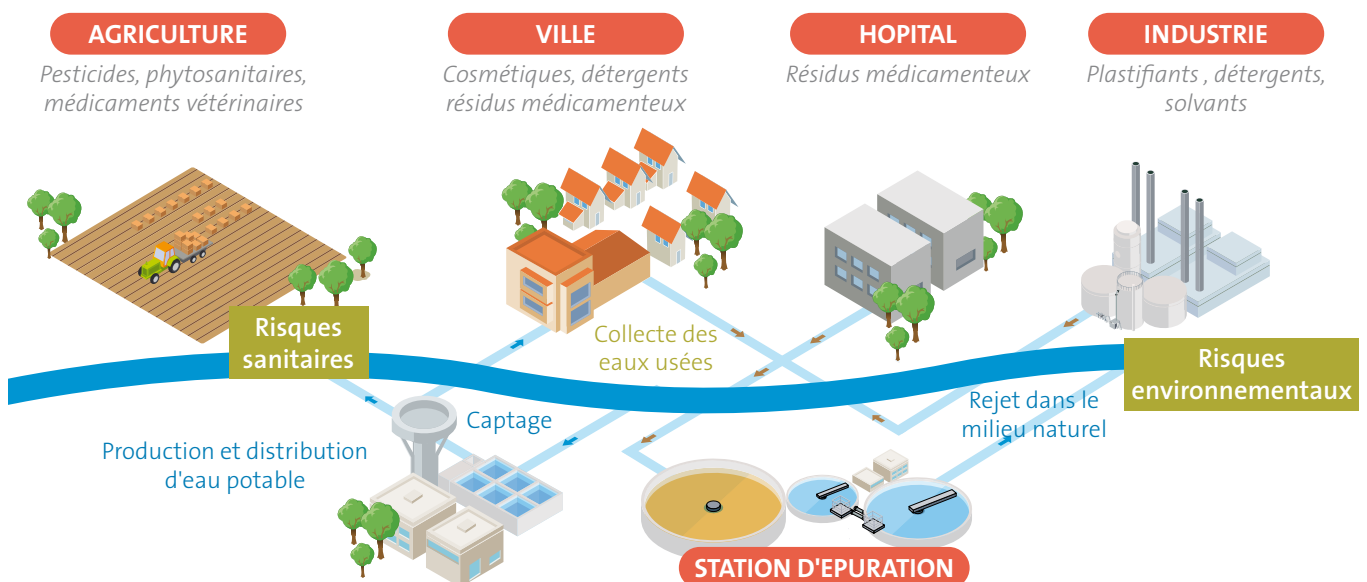 AGRICULTURE
Pesticides, phytosanitaires,
médicaments vétérinaires
VILLE
Cosmétiques, détergents
résidus médicamenteux
HOPITAL
Résidus médicamenteux
INDUSTRIE
Plastifiants , détergents,
solvants
Risques
sanitaires
Collecte des
eaux usées
Risques
environnementaux
Captage
Rejet dans le
milieu naturel
Production et distribution
d'eau potable
STATION D'EPURATION